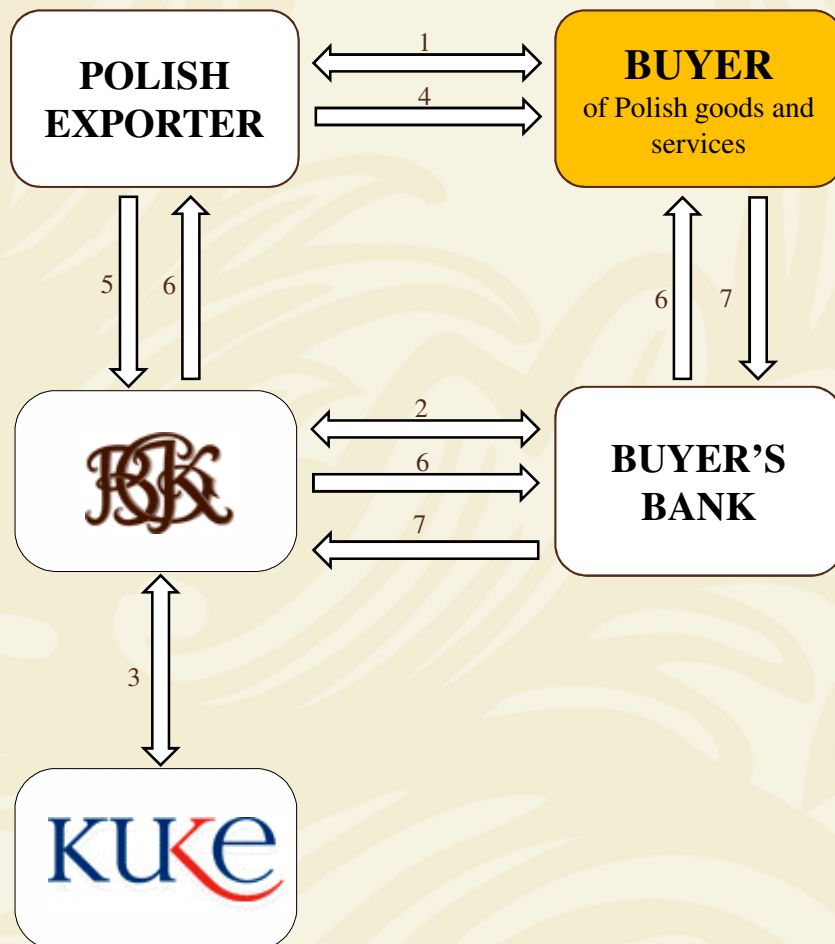 POLISH
EXPORTER
1
4
BUYER
of Polish goods and
services
5
6
6
7
BGK
2
6
7
BUYER'S
BANK
3
KUKE